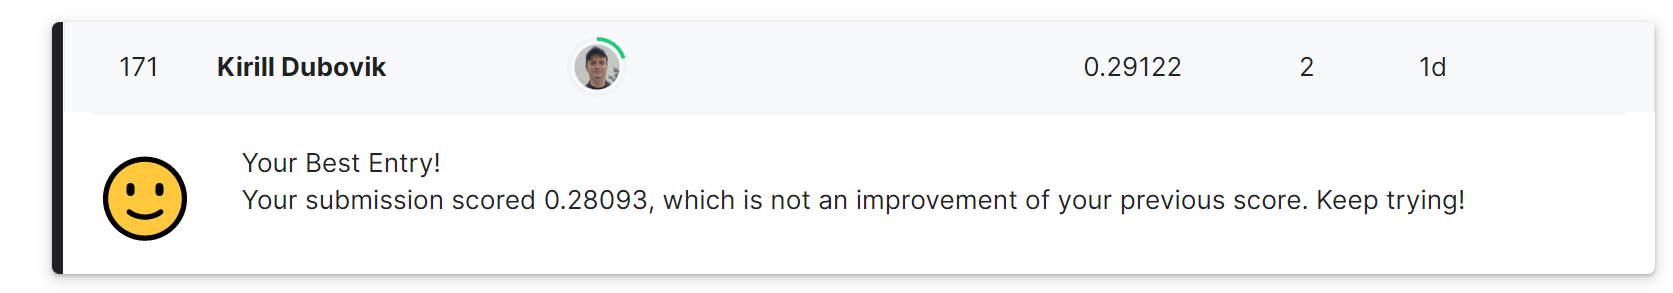 171 Kirill Dubovik 0.29122 2 1d
Your Best Entry!
Your submission scored 0.28093, which is not an improvement of your previous score. Keep trying!